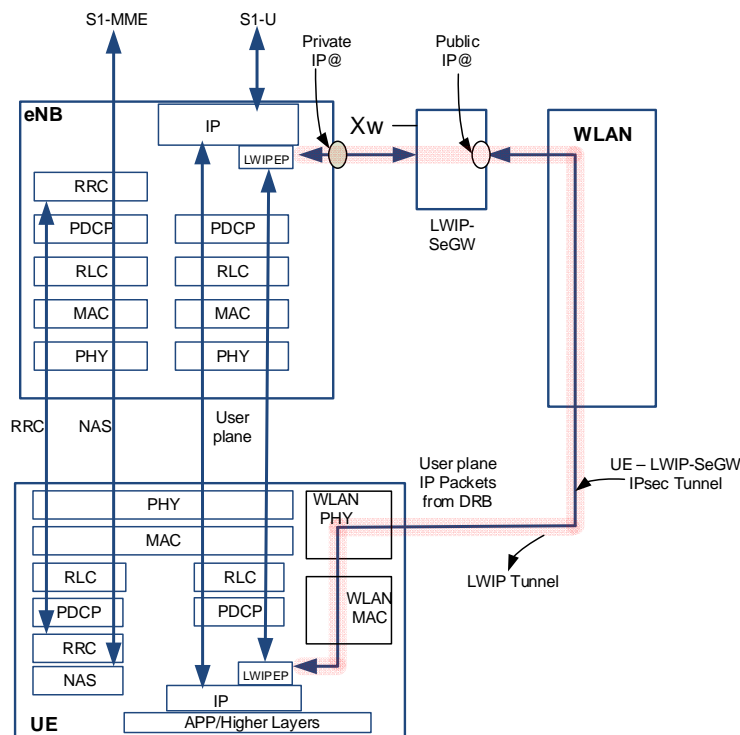 S1-MME
S1-U
Private
IP@
Public
IP@
eNB
IP
Xw
WLAN
LWIPEP
RRC
LWIP-
SeGW
PDCP
PDCP
RLC
RLC
MAC
MAC
PHY
PHY
RRC
NAS
User
plane
User plane
IP Packets
from DRB
UE – LWIP-SeGW
IPsec Tunnel
PHY
WLAN
PHY
MAC
LWIP Tunnel
RLC
RLC
WLAN
MAC
PDCP
PDCP
RRC
NAS
LWIPEP
IP
APP/Higher Layers
UE